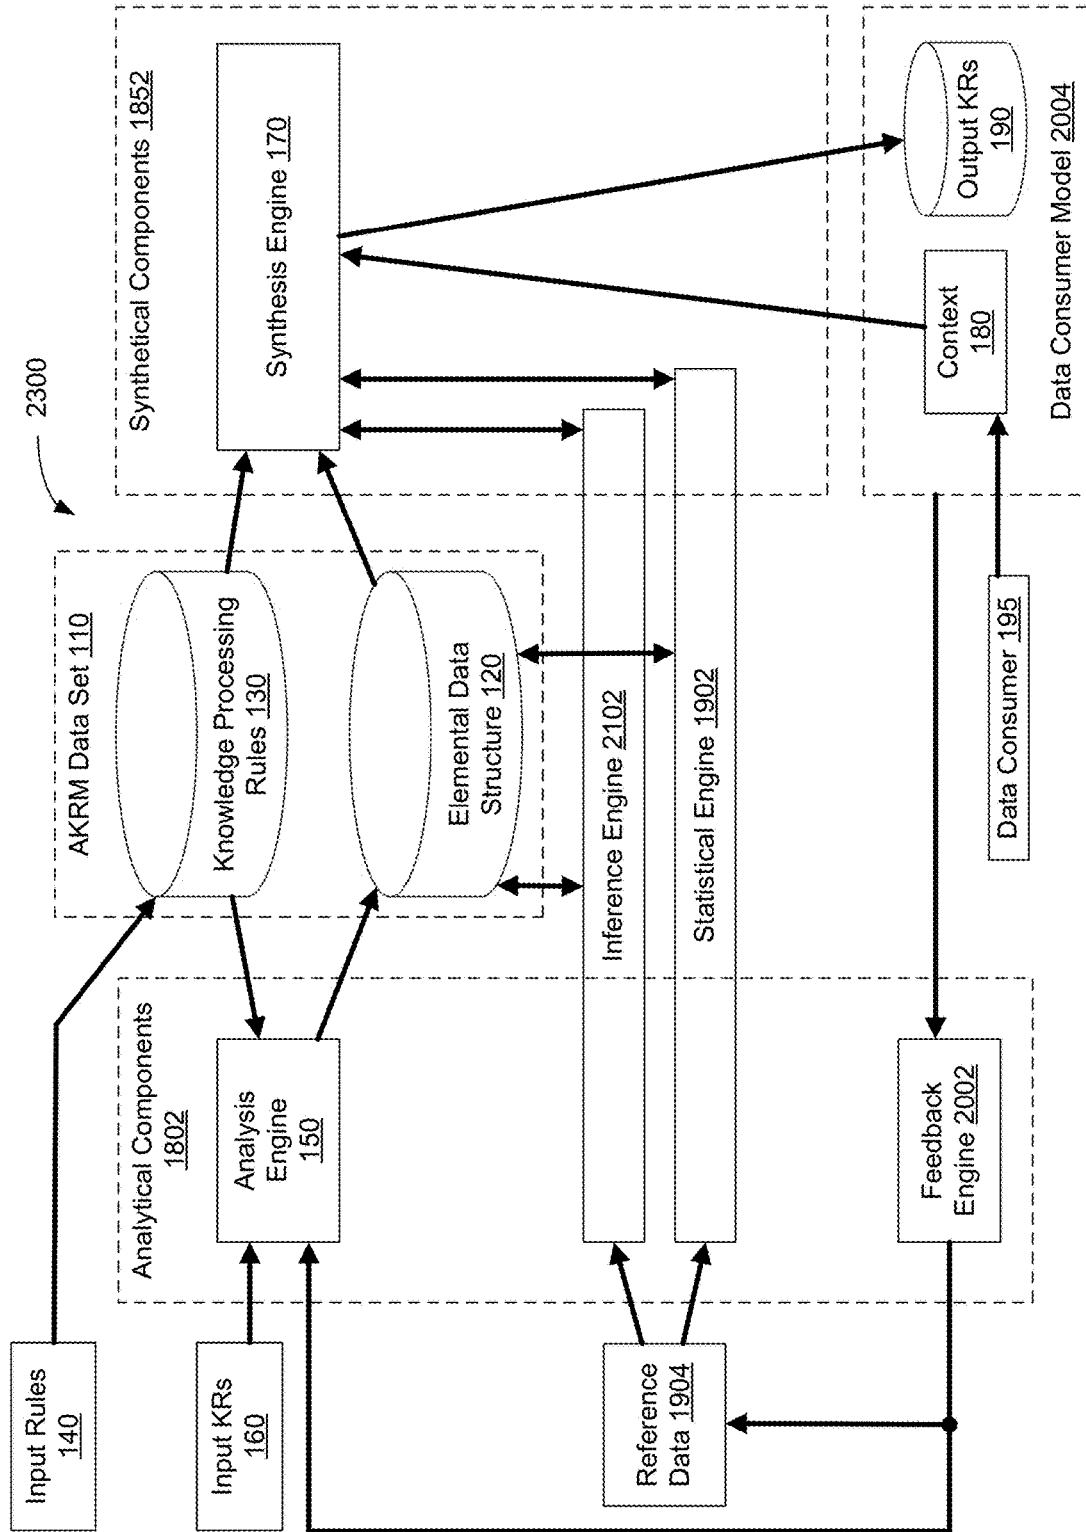 2300
Input Rules
140
Input KRs
160
Analytical Components
1802
Analysis
Engine
150
AKRM Data Set 110
Knowledge Processing
Rules 130
Elemental Data
Structure 120
Synthetical Components 1852
Synthesis Engine 170
Inference Engine 2102
Statistical Engine 1902
Reference
Data 1904
Feedback
Engine 2002
Data Consumer 195
Context
180
Output KRs
190
Data Consumer Model 2004